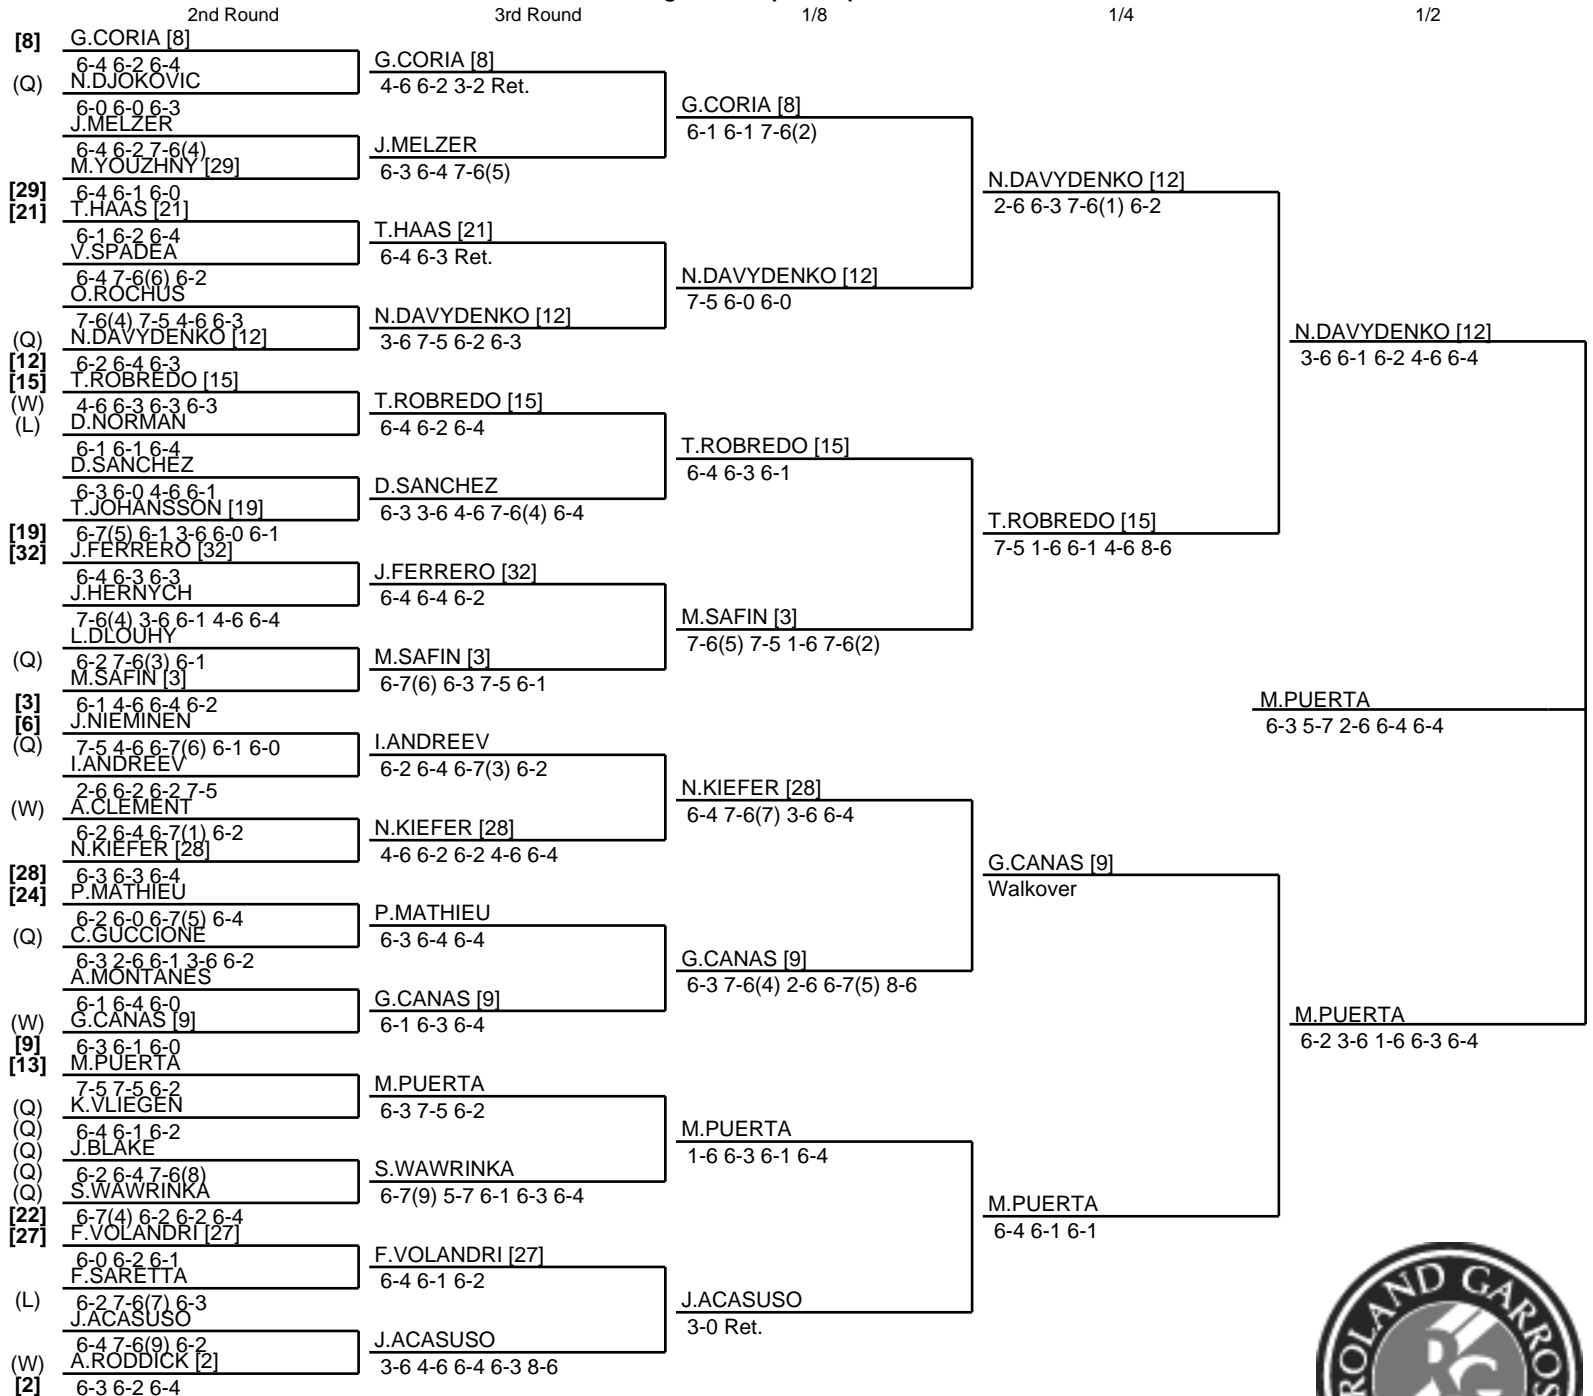 2nd Round 3rd Round 1/8 1/4 1/2
[8] G.CORIA [8]
6-4 6-2 6-4
(Q) N.DJOKOVIC
6-0 6-0 6-3
J.MELZER
6-4 6-2 7-6(4)
M.YOUZHNY [29]
[29] 6-4 6-1 6-0
[21] T.HAAS [21]
6-1 6-2 6-4
V.SPADEA
6-4 7-6(6) 6-2
O.ROCHUS
7-6(4) 7-5 4-6 6-3
(Q) N.DAVYDENKO [12]
[12] 6-2 6-4 6-3
[15] T.ROBREDO [15]
(W) 4-6 6-3 6-3 6-3
(L) D.NORMAN
6-1 6-1 6-4
D.SANCHEZ
6-3 6-0 4-6 6-1
T.JOHANSSON [19]
[19] 6-7(5) 6-1 3-6 6-0 6-1
[32] J.FERRERO [32]
6-4 6-3 6-3
J.HERNYCH
7-6(4) 3-6 6-1 4-6 6-4
L.DLOUHY
(Q) 6-2 7-6(3) 6-1
M.SAFIN [3]
[3] 6-1 4-6 6-4 6-2
[6] J.NIEMINEN
(Q) 7-5 4-6 6-7(6) 6-1 6-0
I.ANDREEV
2-6 6-2 6-2 7-5
(W) A.CLEMENT
6-2 6-4 6-7(1) 6-2
N.KIEFER [28]
[28] 6-3 6-3 6-4
[24] P.MATHIEU
6-2 6-0 6-7(5) 6-4
(Q) C.GUCCIONE
6-3 2-6 6-1 3-6 6-2
A.MONTANES
6-1 6-4 6-0
(W) G.CANAS [9]
[9] 6-3 6-1 6-0
[13] M.PUERTA
7-5 7-5 6-2
(Q) K.VLIEGEN
(Q) 6-4 6-1 6-2
(Q) J.BLAKE
(Q) 6-2 6-4 7-6(8)
(Q) S.WAWRINKA
[22] 6-7(4) 6-2 6-2 6-4
[27] F.VOLANDRI [27]
6-0 6-2 6-1
F.SARETTA
(L) 6-2 7-6(7) 6-3
J.ACASUSO
6-4 7-6(9) 6-2
(W) A.RODDICK [2]
[2] 6-3 6-2 6-4
G.CORIA [8]
4-6 6-2 3-2 Ret.
J.MELZER
6-3 6-4 7-6(5)
T.HAAS [21]
6-4 6-3 Ret.
N.DAVYDENKO [12]
3-6 7-5 6-2 6-3
T.ROBREDO [15]
6-4 6-2 6-4
D.SANCHEZ
6-3 3-6 4-6 7-6(4) 6-4
J.FERRERO [32]
6-4 6-4 6-2
M.SAFIN [3]
6-7(6) 6-3 7-5 6-1
I.ANDREEV
6-2 6-4 6-7(3) 6-2
N.KIEFER [28]
4-6 6-2 6-2 4-6 6-4
P.MATHIEU
6-3 6-4 6-4
G.CANAS [9]
6-1 6-3 6-4
M.PUERTA
6-3 7-5 6-2
S.WAWRINKA
6-7(9) 5-7 6-1 6-3 6-4
F.VOLANDRI [27]
6-4 6-1 6-2
J.ACASUSO
3-6 4-6 6-4 6-3 8-6
G.CORIA [8]
6-1 6-1 7-6(2)
N.DAVYDENKO [12]
7-5 6-0 6-0
T.ROBREDO [15]
6-4 6-3 6-1
M.SAFIN [3]
7-6(5) 7-5 1-6 7-6(2)
N.KIEFER [28]
6-4 7-6(7) 3-6 6-4
G.CANAS [9]
6-3 7-6(4) 2-6 6-7(5) 8-6
M.PUERTA
1-6 6-3 6-1 6-4
J.ACASUSO
3-0 Ret.
N.DAVYDENKO [12]
2-6 6-3 7-6(1) 6-2
T.ROBREDO [15]
7-5 1-6 6-1 4-6 8-6
G.CANAS [9]
Walkover
M.PUERTA
6-4 6-1 6-1
N.DAVYDENKO [12]
3-6 6-1 6-2 4-6 6-4
M.PUERTA
6-2 3-6 1-6 6-3 6-4
M.PUERTA
6-3 5-7 2-6 6-4 6-4
ROLAND GARROS
RG